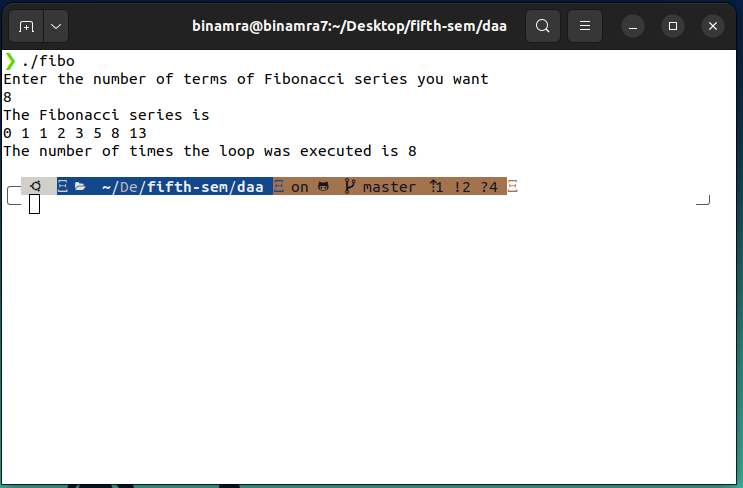 binamra@binamra7:~/Desktop/fifth-sem/daa
❯ ./fibo
Enter the number of terms of Fibonacci series you want
8
The Fibonacci series is
0 1 1 2 3 5 8 13
The number of times the loop was executed is 8
~/De/fifth-sem/daa on master ⇡1 !2 ?4